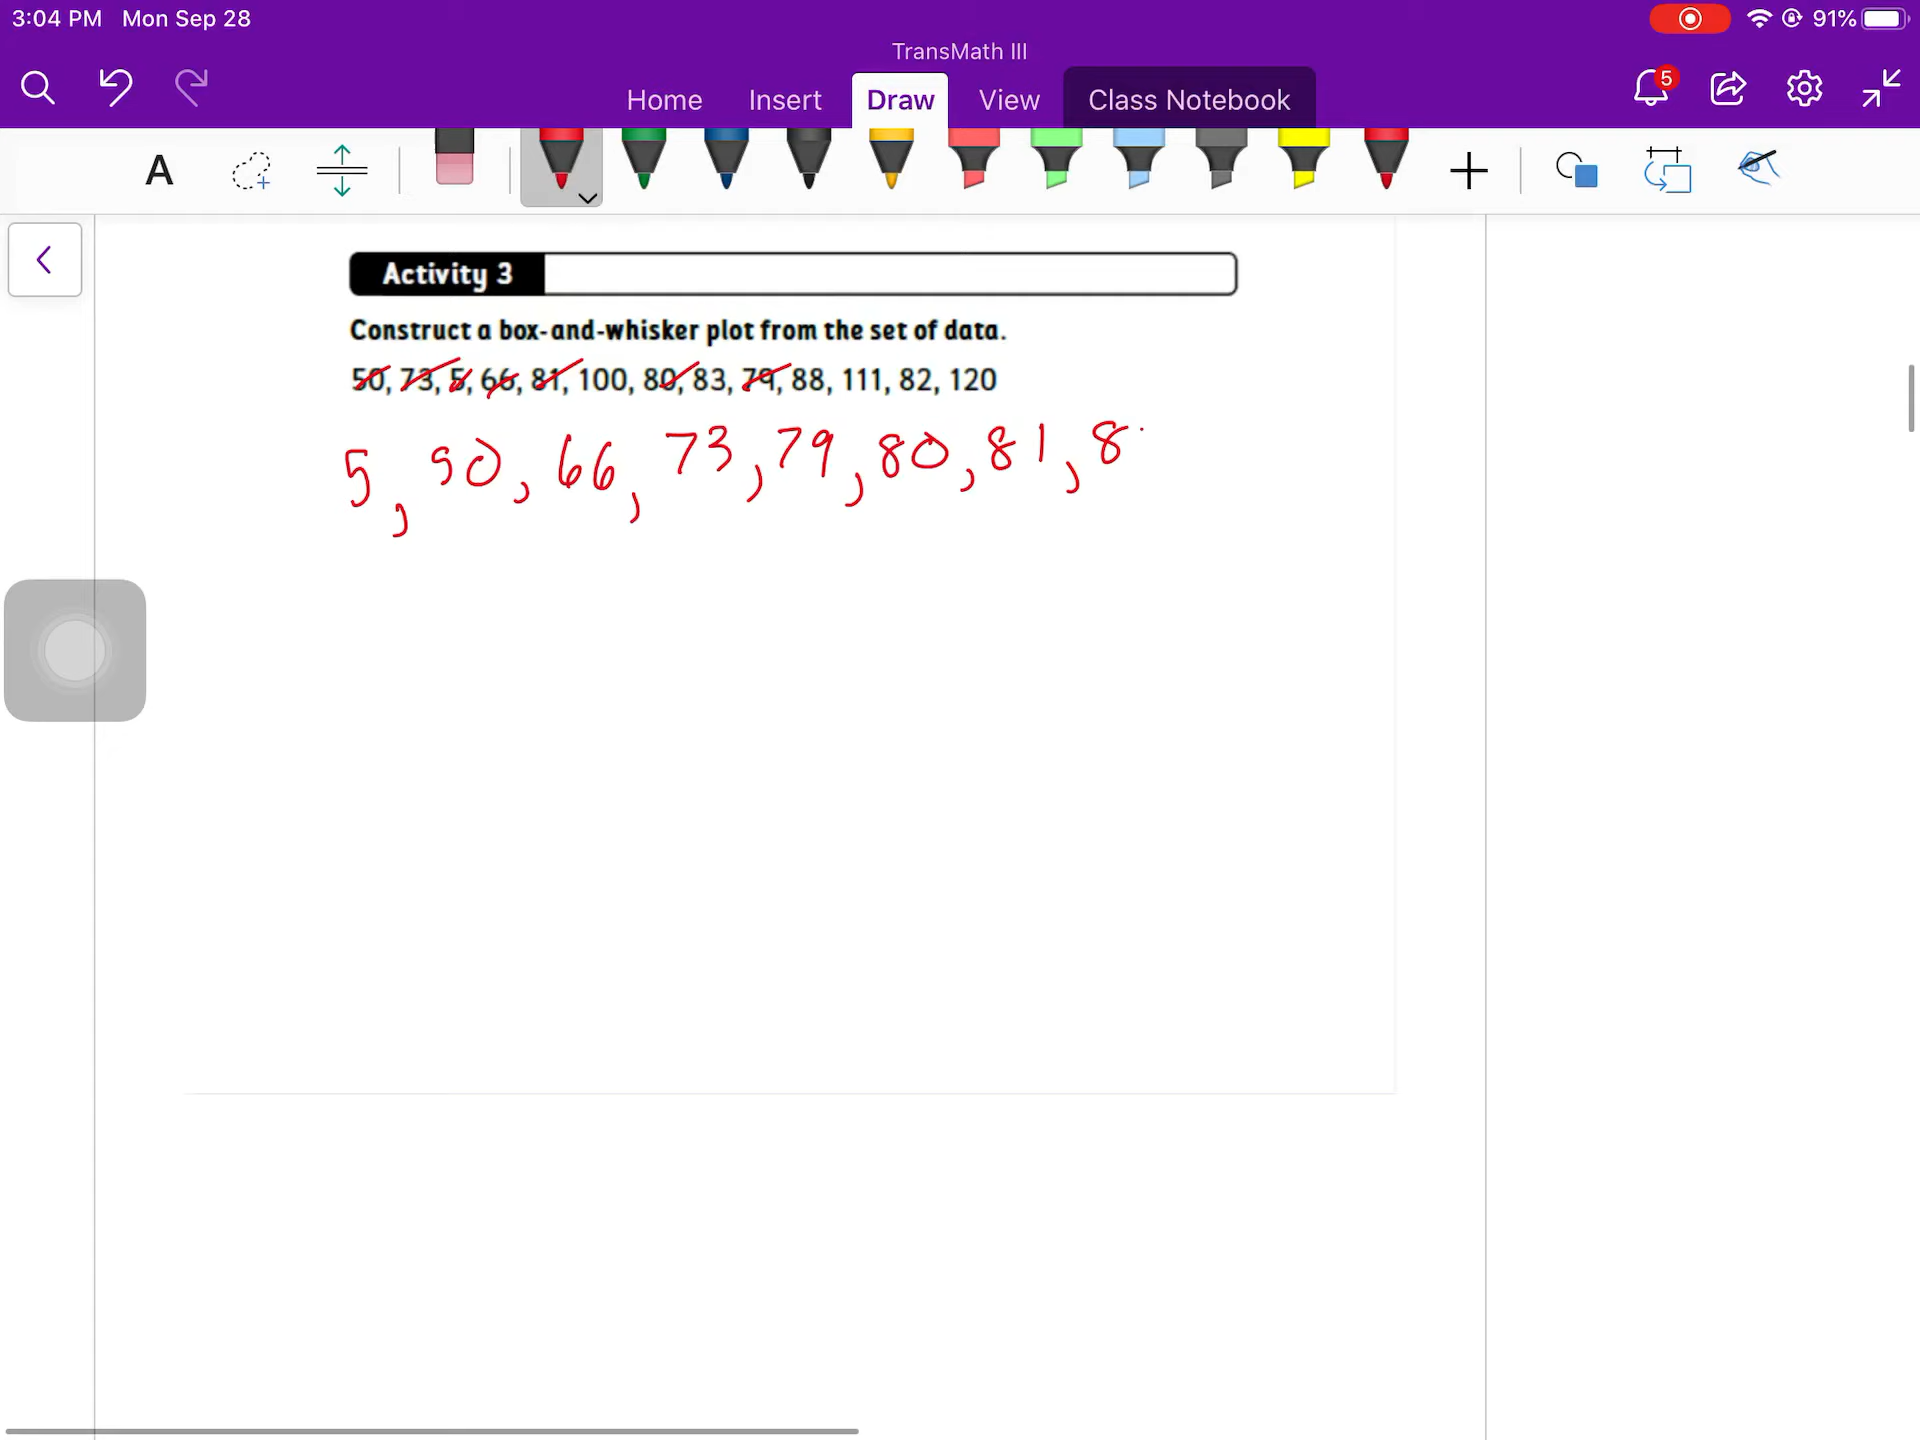 3:04 PM Mon Sep 28
91%
TransMath III
5
Home Insert Draw View Class Notebook
A
Activity 3
Construct a box-and-whisker plot from the set of data.
50, 73, 5, 66, 81, 100, 80, 83, 79, 88, 111, 82, 120
5, 50, 66, 73, 79, 80, 81, 8